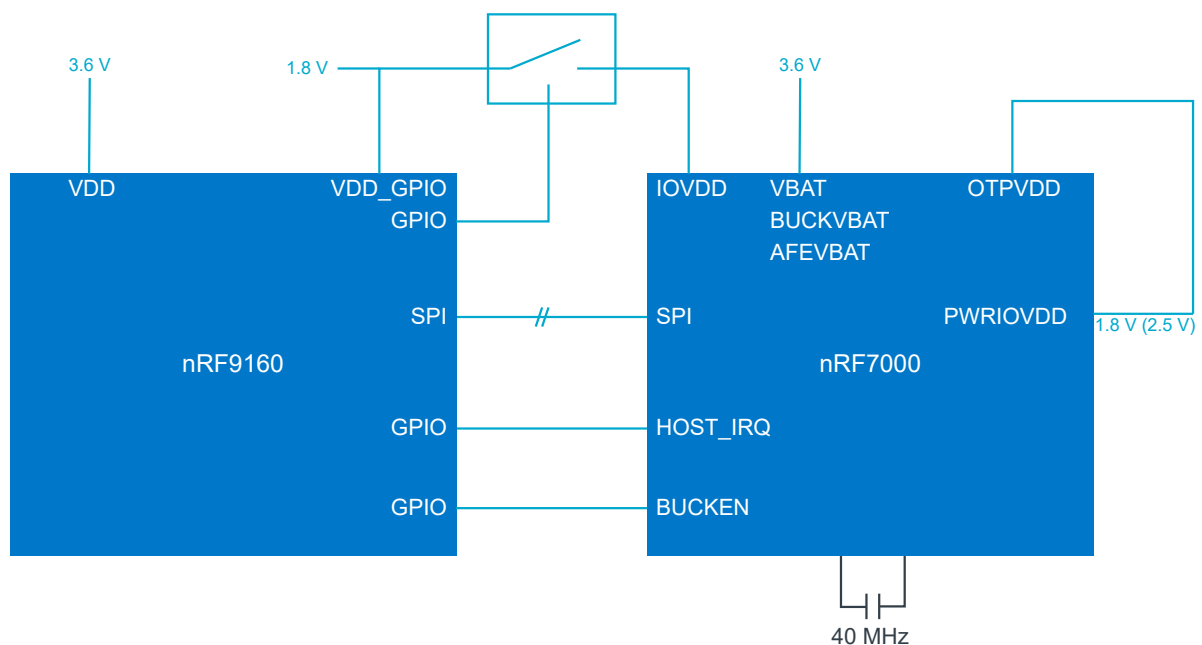 3.6 V
1.8 V
3.6 V
VDD
VDD_GPIO
IOVDD
VBAT
OTPVDD
GPIO
BUCKVBAT
AFEVBAT
SPI
SPI
PWRIOVDD
1.8 V (2.5 V)
nRF9160
nRF7000
GPIO
HOST_IRQ
GPIO
BUCKEN
40 MHz